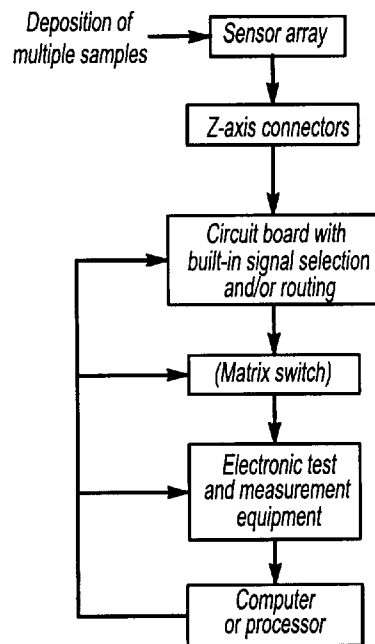 Deposition of
multiple samples
Sensor array
Z-axis connectors
Circuit board with
built-in signal selection
and/or routing
(Matrix switch)
Electronic test
and measurement
equipment
Computer
or processor